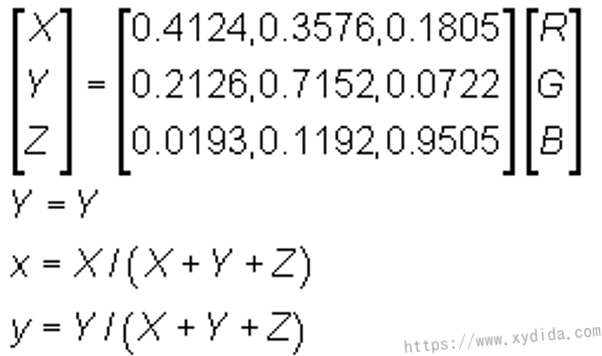 [X] [0.4124,0.3576,0.1805] [R]
[Y] = [0.2126,0.7152,0.0722] [G]
[Z] [0.0193,0.1192,0.9505] [B]
Y = Y
x = X / (X + Y + Z)
y = Y / (X + Y + Z)
https://www.xydida.com